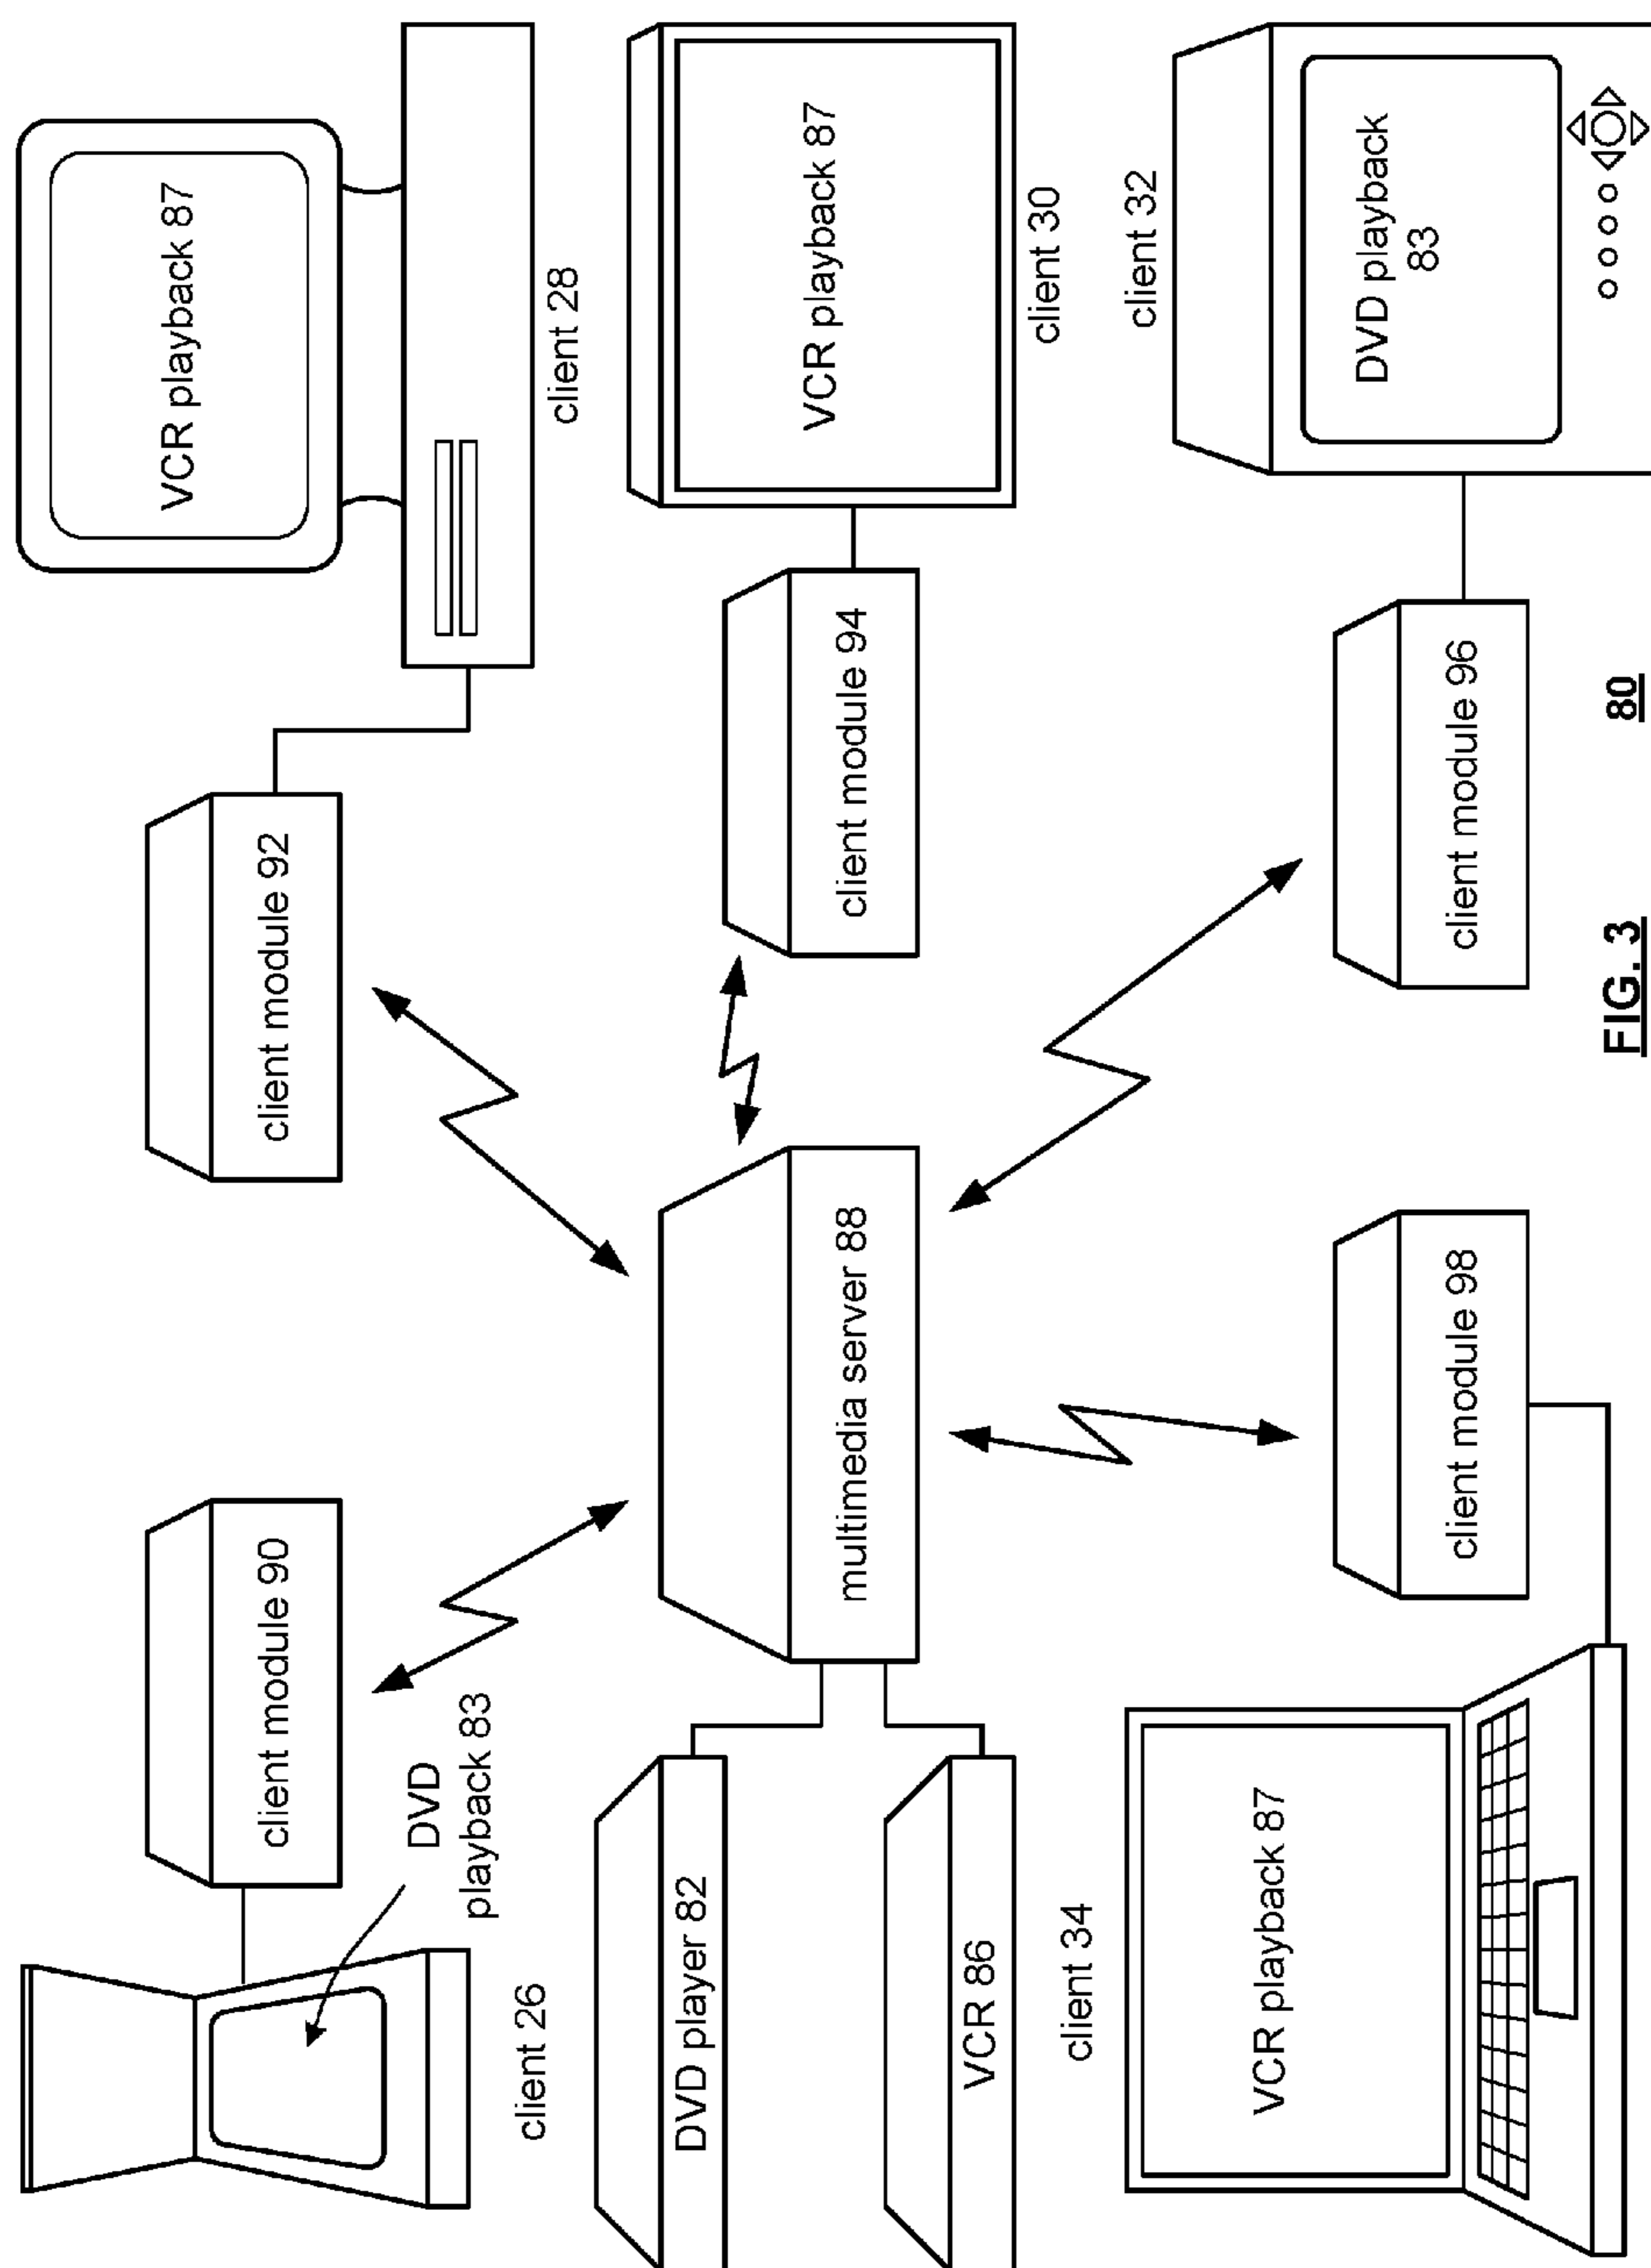 client module 90
client module 92
VCR playback 87
DVD
playback 83
client 26
client 28
DVD player 82
multimedia server 88
client module 94
VCR playback 87
VCR 86
client 30
client 34
client 32
VCR playback 87
client module 98
client module 96
DVD playback
83
FIG. 3
80